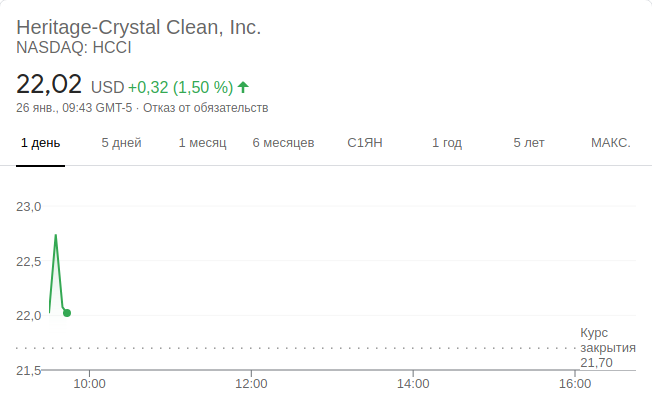 Heritage-Crystal Clean, Inc.
NASDAQ: HCCI
22,02 USD +0,32 (1,50 %)
26 янв., 09:43 GMT-5 · Отказ от обязательств
1 день 5 дней 1 месяц 6 месяцев С1ЯН 1 год 5 лет МАКС.
23,0
22,5
22,0
Курс
закрытия
21,70
21,5
10:00 12:00 14:00 16:00